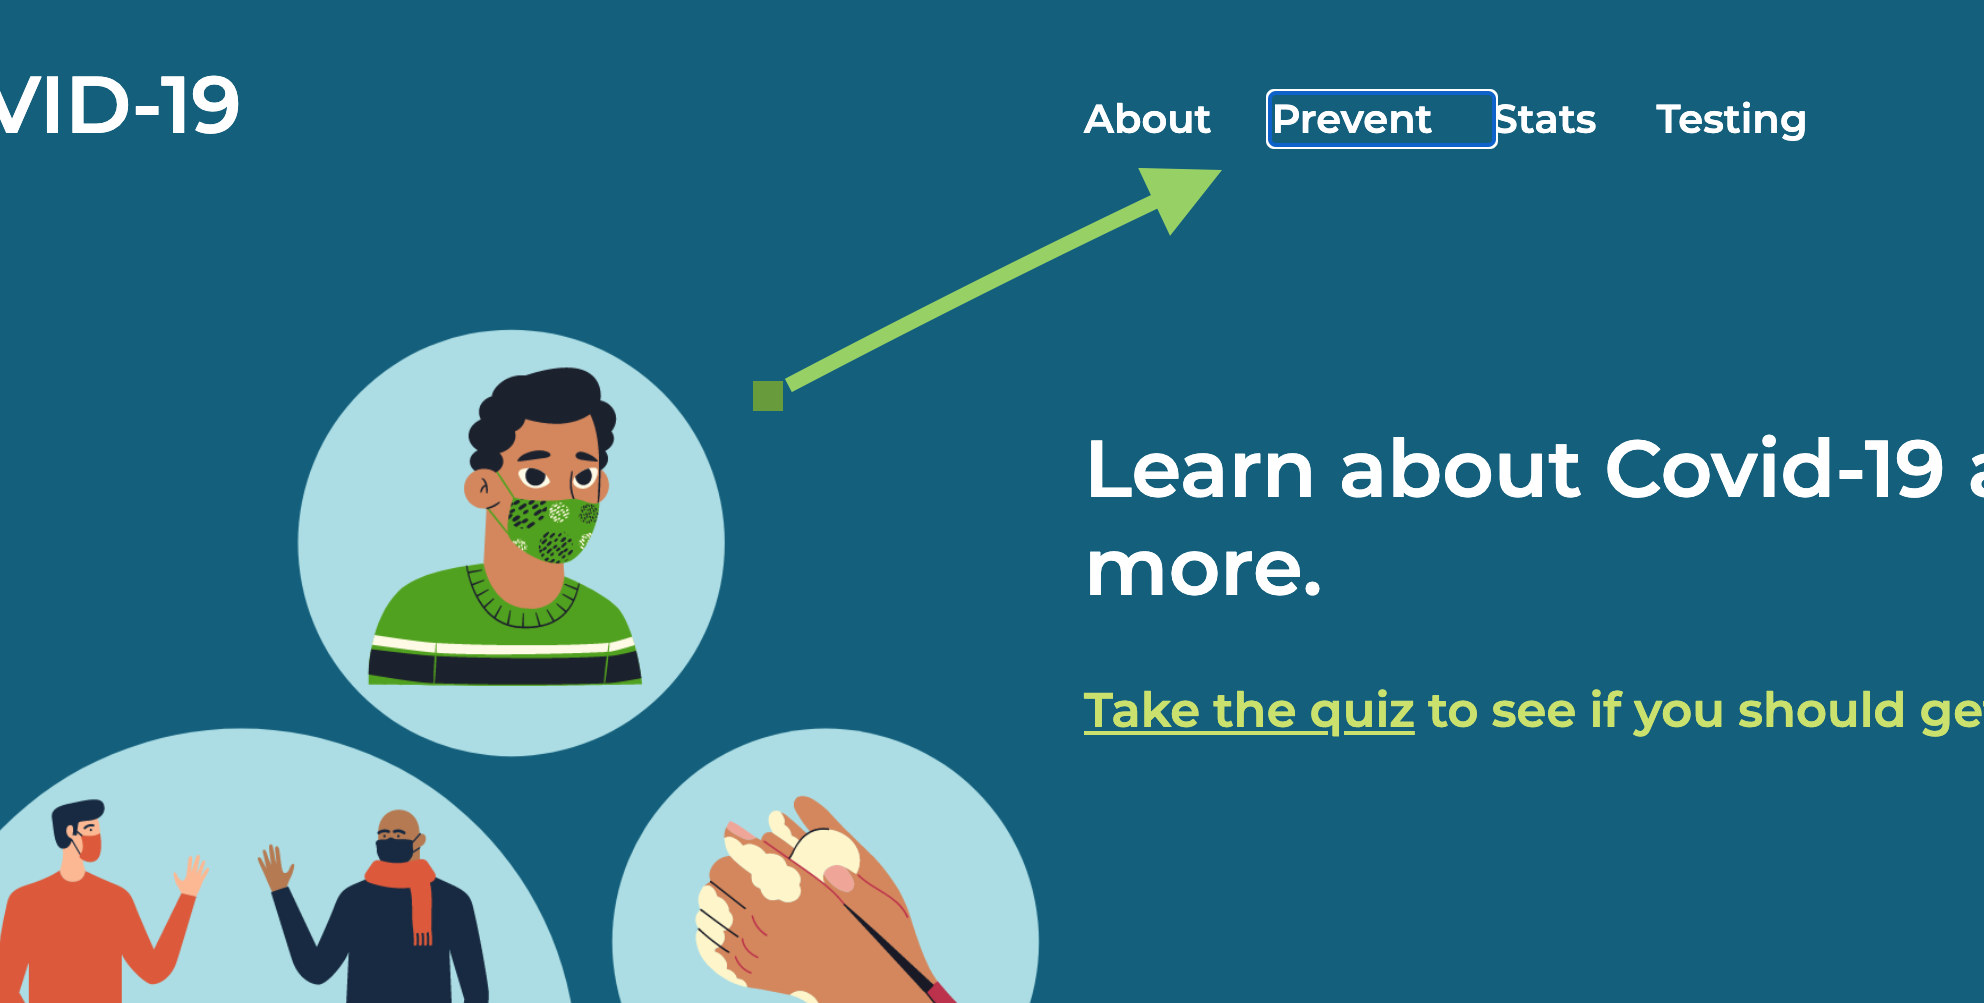 VID-19
About Prevent Stats Testing
Learn about Covid-19 a
more.
Take the quiz to see if you should get